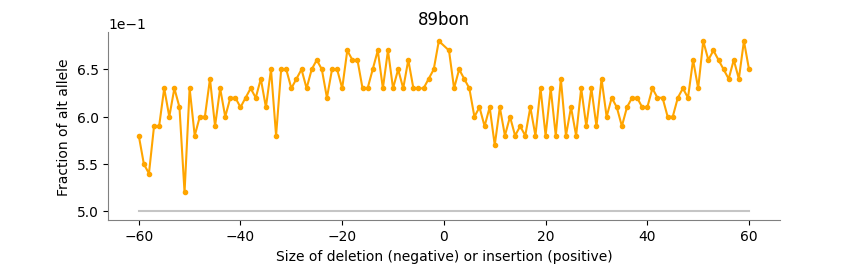 89bon
1e−1
Fraction of alt allele
6.5
6.0
5.5
5.0
−60 −40 −20 0 20 40 60
Size of deletion (negative) or insertion (positive)